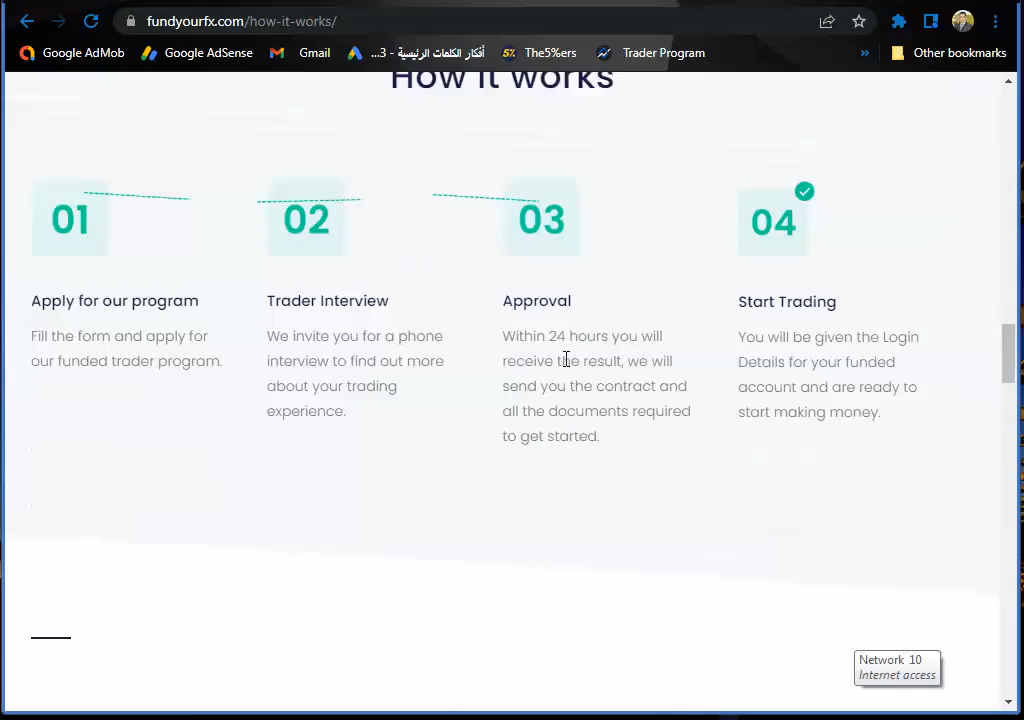 fundyourfx.com/how-it-works/
Google AdMob
Google AdSense
Gmail
أفكار الكلمات الرئيسية - 3...
The5%ers
Trader Program
»
Other bookmarks
How it works
01
02
03
04
Apply for our program
Fill the form and apply for
our funded trader program.
Trader Interview
We invite you for a phone
interview to find out more
about your trading
experience.
Approval
Within 24 hours you will
receive the result, we will
send you the contract and
all the documents required
to get started.
Start Trading
You will be given the Login
Details for your funded
account and are ready to
start making money.
Network 10
Internet access